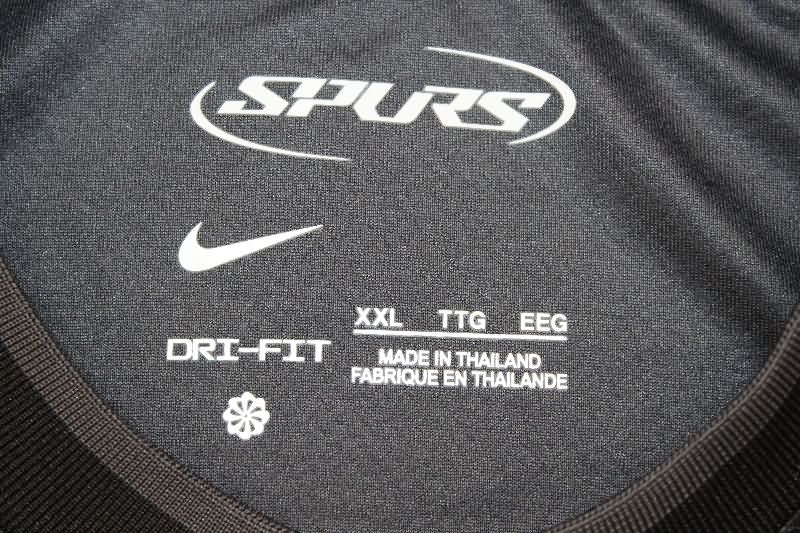 SPURS
XXL TTG EEG
DRI-FIT
MADE IN THAILAND
FABRIQUE EN THAILANDE